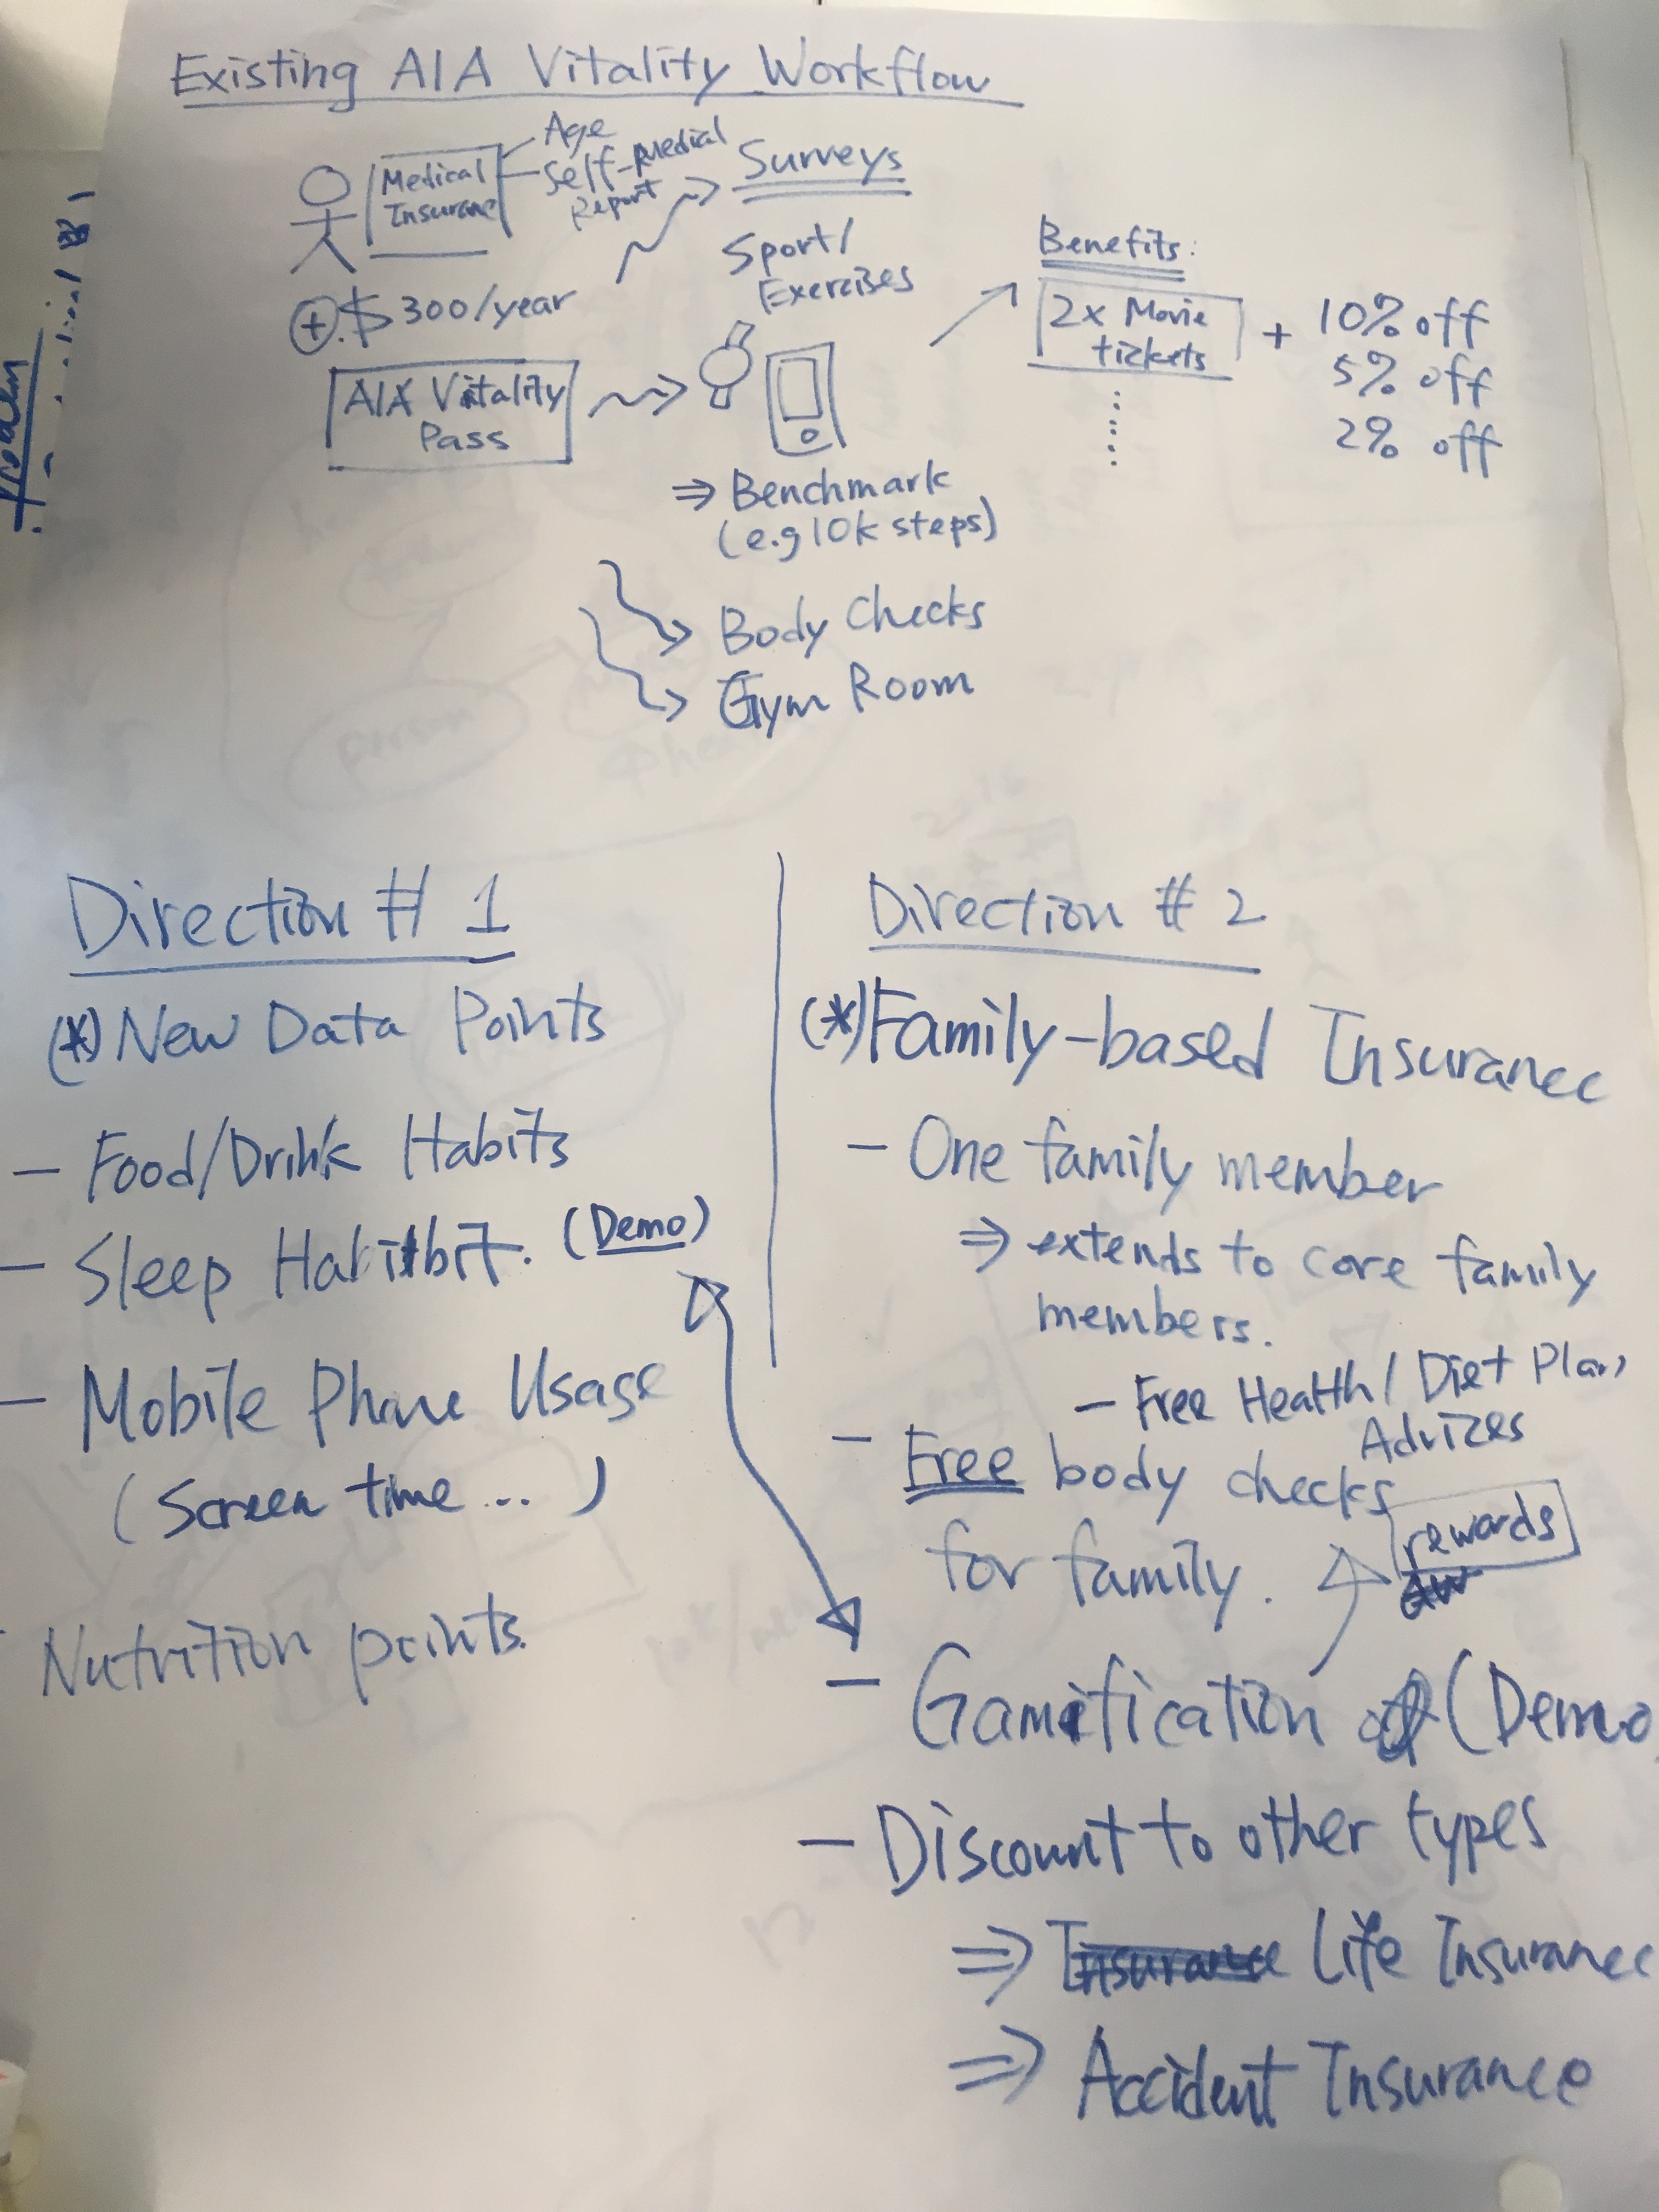 Existing AIA Vitality Workflow
Medical
Insuranc
Age
Self-Medical
Report
+ $300/year
AIA Vitality
Pass
Surveys
Sport/
Exercises
⇒ Benchmark
(e.g 10k steps)
Body Checks
Gym Room
Benefits:
2x Movie
tickets
+ 10% off
5% off
2% off
Direction # 1
(*) New Data Points
- Food/Drink Habits
- Sleep Habit. (Demo)
- Mobile Phone Usage
(Screen time ... )
Nutrition points.
Direction # 2
(*) Family-based Insurance
- One family member
⇒ extends to core family
members.
- Free Health/Diet Plan,
Advizes
- Free body checks
for family.
rewards
- Gamification (Demo
- Discount to other types
⇒ Insurance Life Insurance
⇒ Accident Insurance